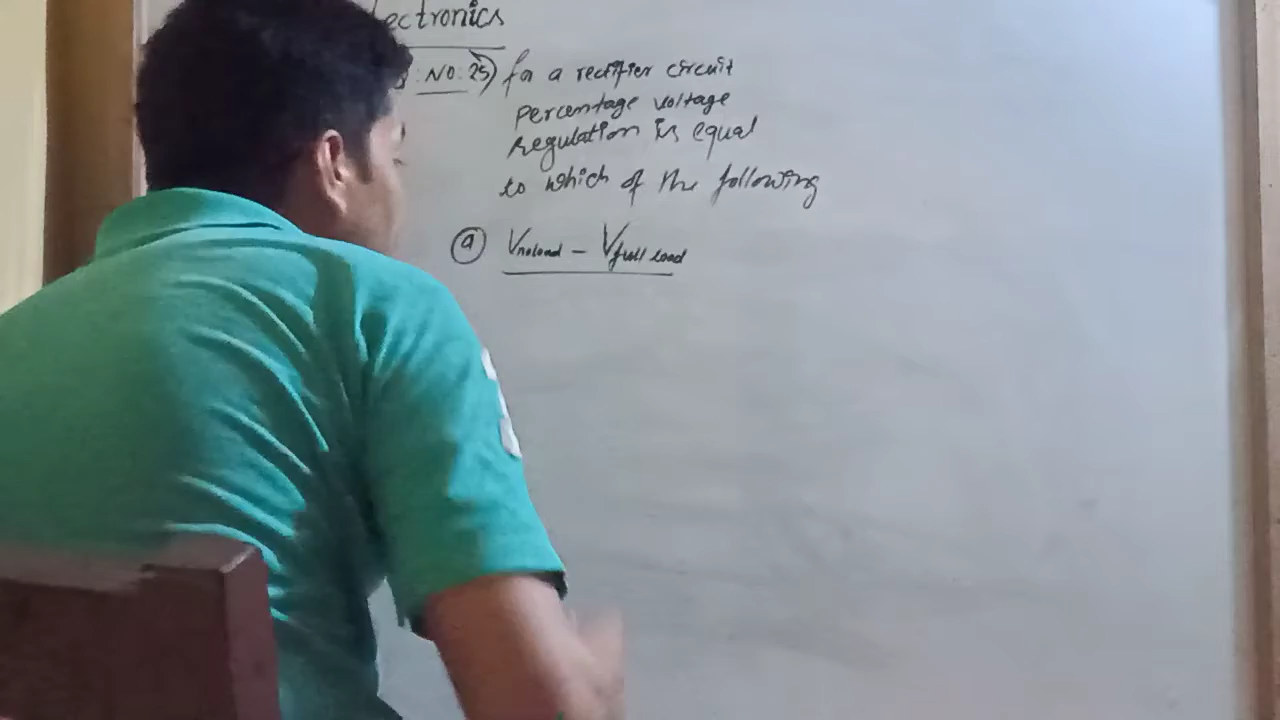 ectronics
NO. 25) for a rectifier circuit
percentage voltage
regulation is equal
to which of the following
(a) Vnoload - Vfull load